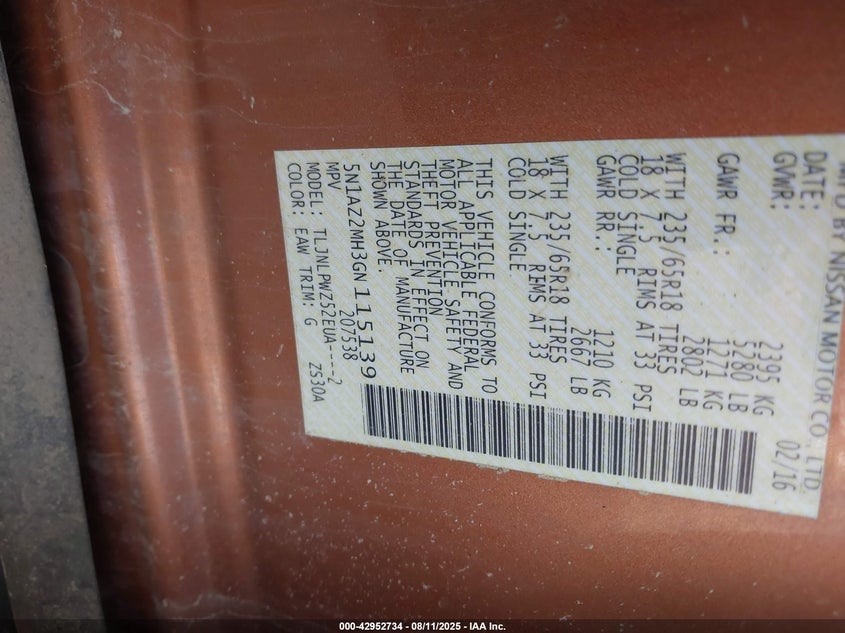 MFD BY NISSAN MOTOR CO., LTD.
DATE: 02/16
GVWR: 2395 KG
5280 LB
GAWR FR.: 1271 KG
2802 LB
WITH 235/65R18 TIRES
18 X 7.5 RIMS AT 33 PSI
COLD SINGLE
GAWR RR.: 1210 KG
2667 LB
WITH 235/65R18 TIRES
18 X 7.5 RIMS AT 33 PSI
COLD SINGLE
THIS VEHICLE CONFORMS TO
ALL APPLICABLE FEDERAL
MOTOR VEHICLE SAFETY AND
THEFT PREVENTION
STANDARDS IN EFFECT ON
THE DATE OF MANUFACTURE
SHOWN ABOVE.
5N1AZ2MH3GN115139
MPV 207538
MODEL: TLJNLPWZ52EUA----2
COLOR: EAW TRIM: G ZS30A
000-42952734 - 08/11/2025 - IAA Inc.